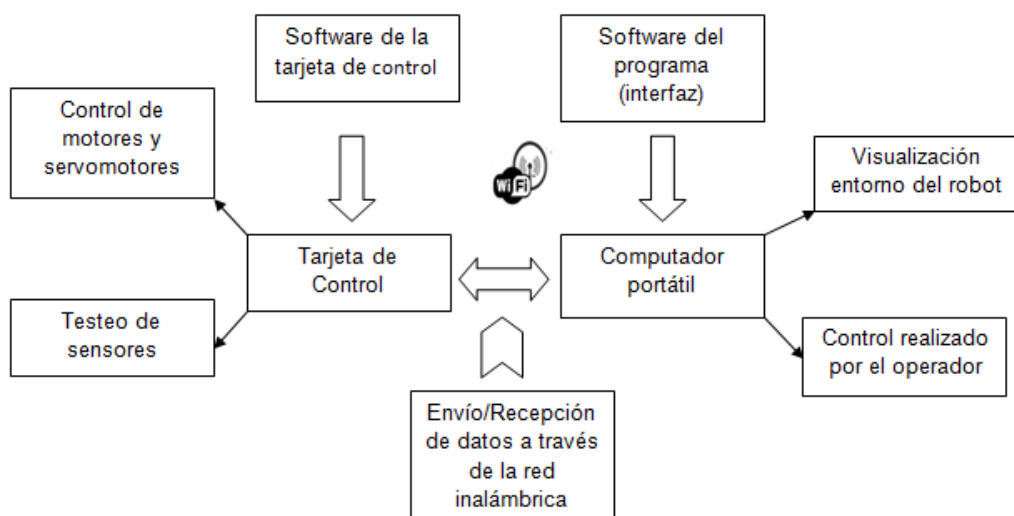 Software de la
tarjeta de control
Software del
programa
(interfaz)
Control de
motores y
servomotores
WiFi
Visualización
entorno del robot
Tarjeta de
Control
Computador
portátil
Testeo de
sensores
Control realizado
por el operador
Envío/Recepción
de datos a través
de la red
inalámbrica